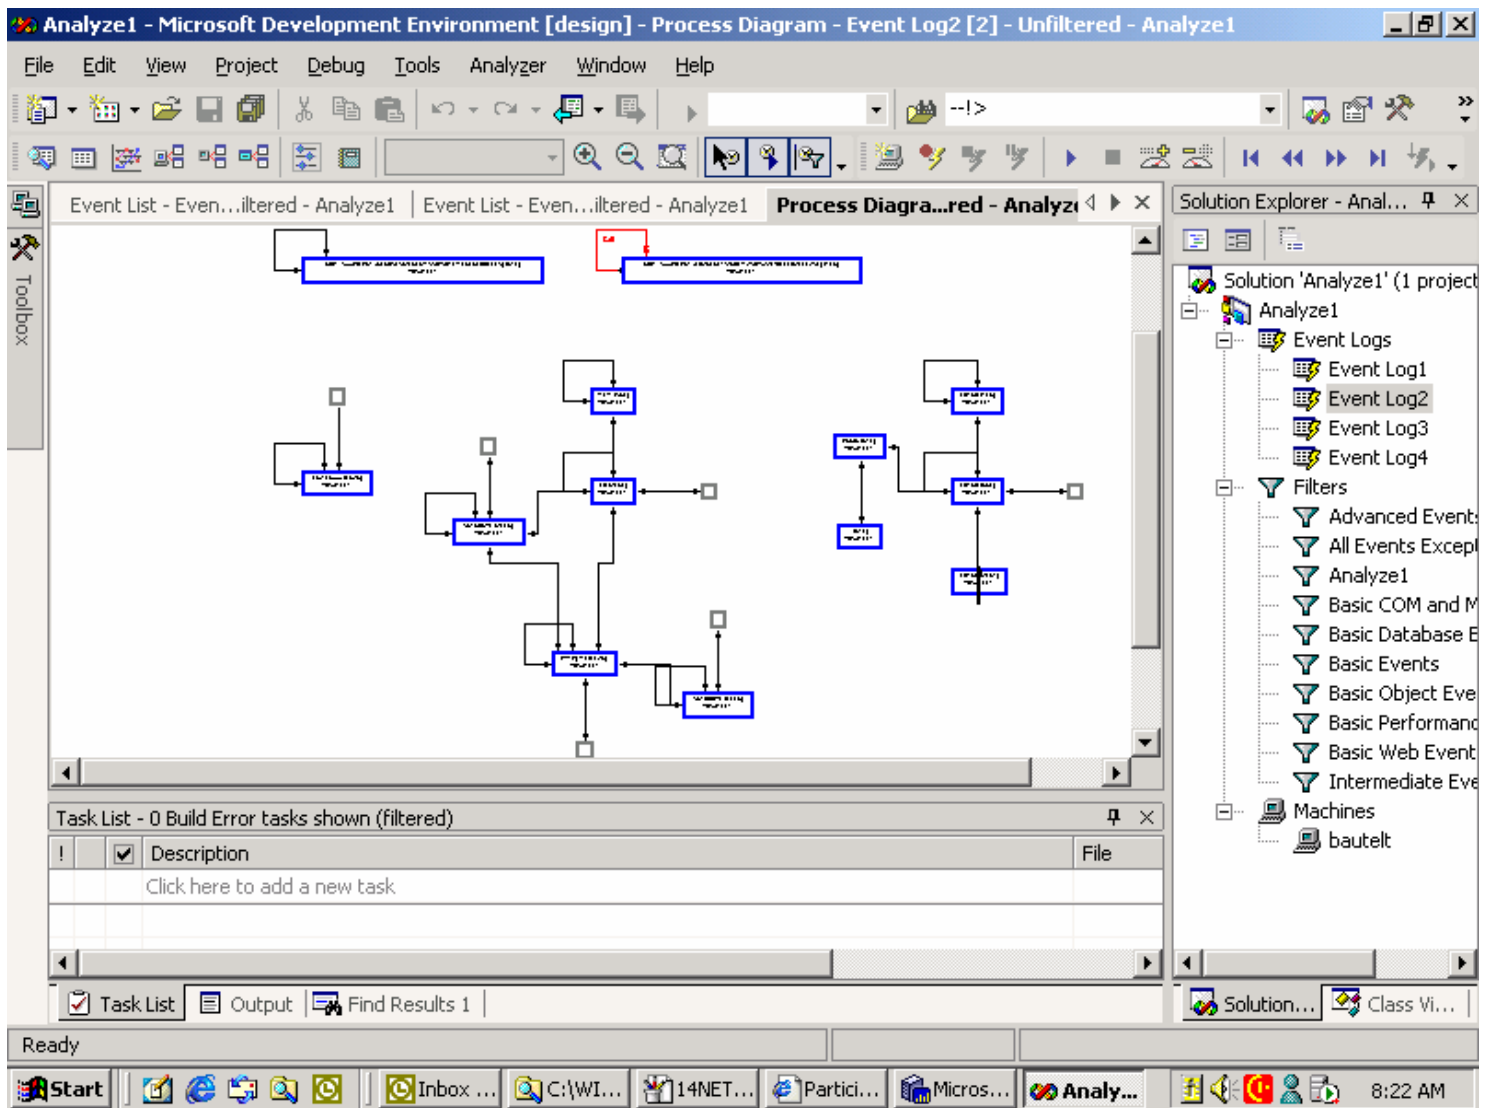 Analyze1 - Microsoft Development Environment [design] - Process Diagram - Event Log2 [2] - Unfiltered - Analyze1
File Edit View Project Debug Tools Analyzer Window Help
--!>
Event List - Even...iltered - Analyze1 Event List - Even...iltered - Analyze1 Process Diagra...red - Analyze
Solution Explorer - Anal...
Toolbox
Solution 'Analyze1' (1 project
Analyze1
Event Logs
Event Log1
Event Log2
Event Log3
Event Log4
Filters
Advanced Events
All Events Except
Analyze1
Basic COM and M
Basic Database E
Basic Events
Basic Object Eve
Basic Performanc
Basic Web Event
Intermediate Eve
Machines
bautelt
Task List - 0 Build Error tasks shown (filtered)
! Description File
Click here to add a new task
Task List Output Find Results 1
Solution... Class Vi...
Ready
Start Inbox ... C:\WI... 14NET... Partici... Micros... Analy... 8:22 AM